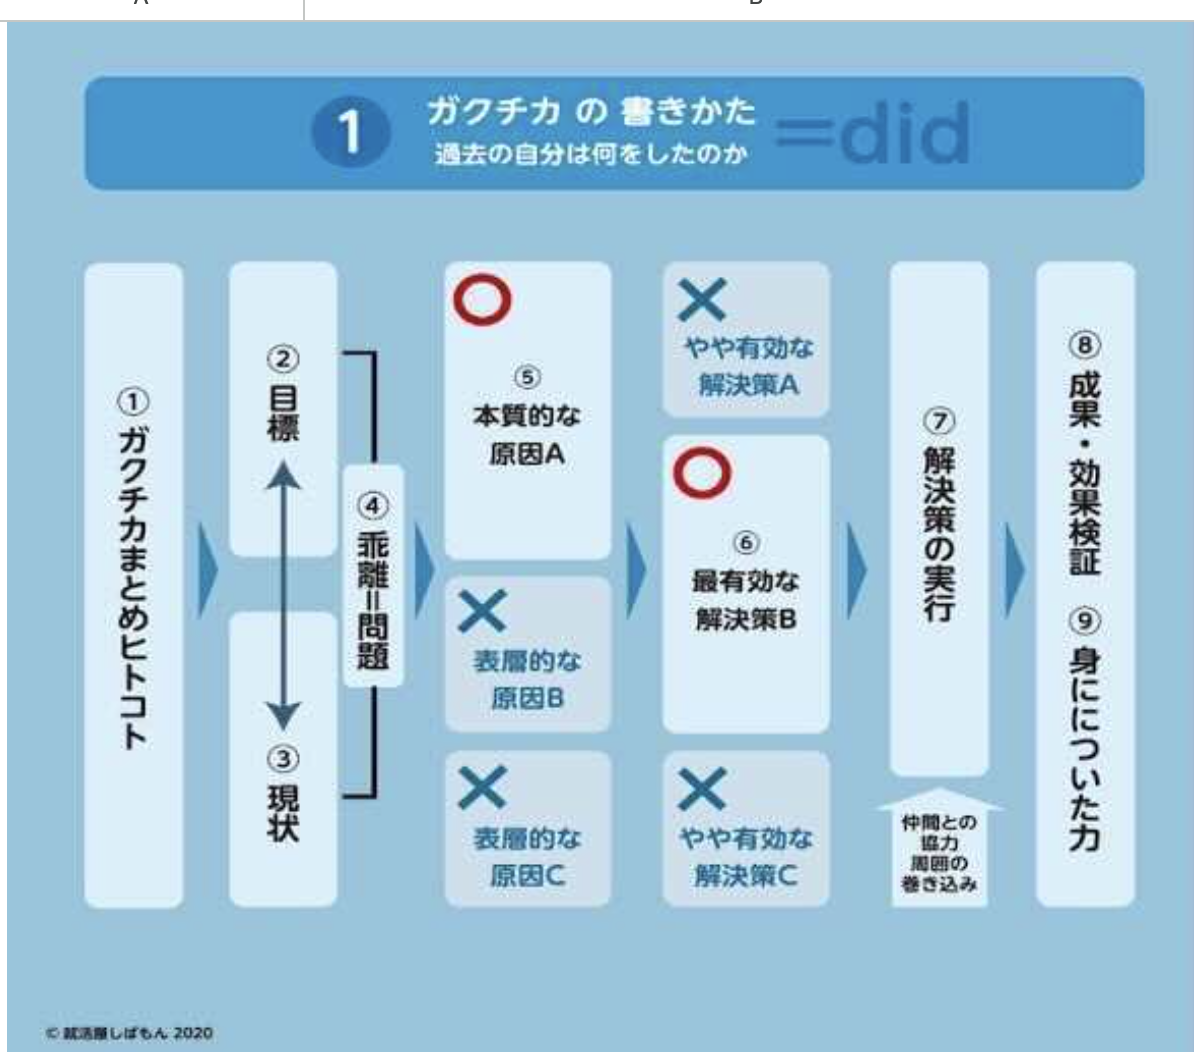 A
B
1
ガクチカ の 書きかた
過去の自分は何をしたのか
=did
① ガクチカまとめヒトコト
② 目標
③ 現状
④ 乖離=問題
⑤
本質的な
原因A
表層的な
原因B
表層的な
原因C
やや有効な
解決策A
⑥
最有効な
解決策B
やや有効な
解決策C
⑦ 解決策の実行
仲間との
協力
周囲の
巻き込み
⑧ 成果・効果検証 ⑨ 身にについた力
© 就活塾しばもん 2020